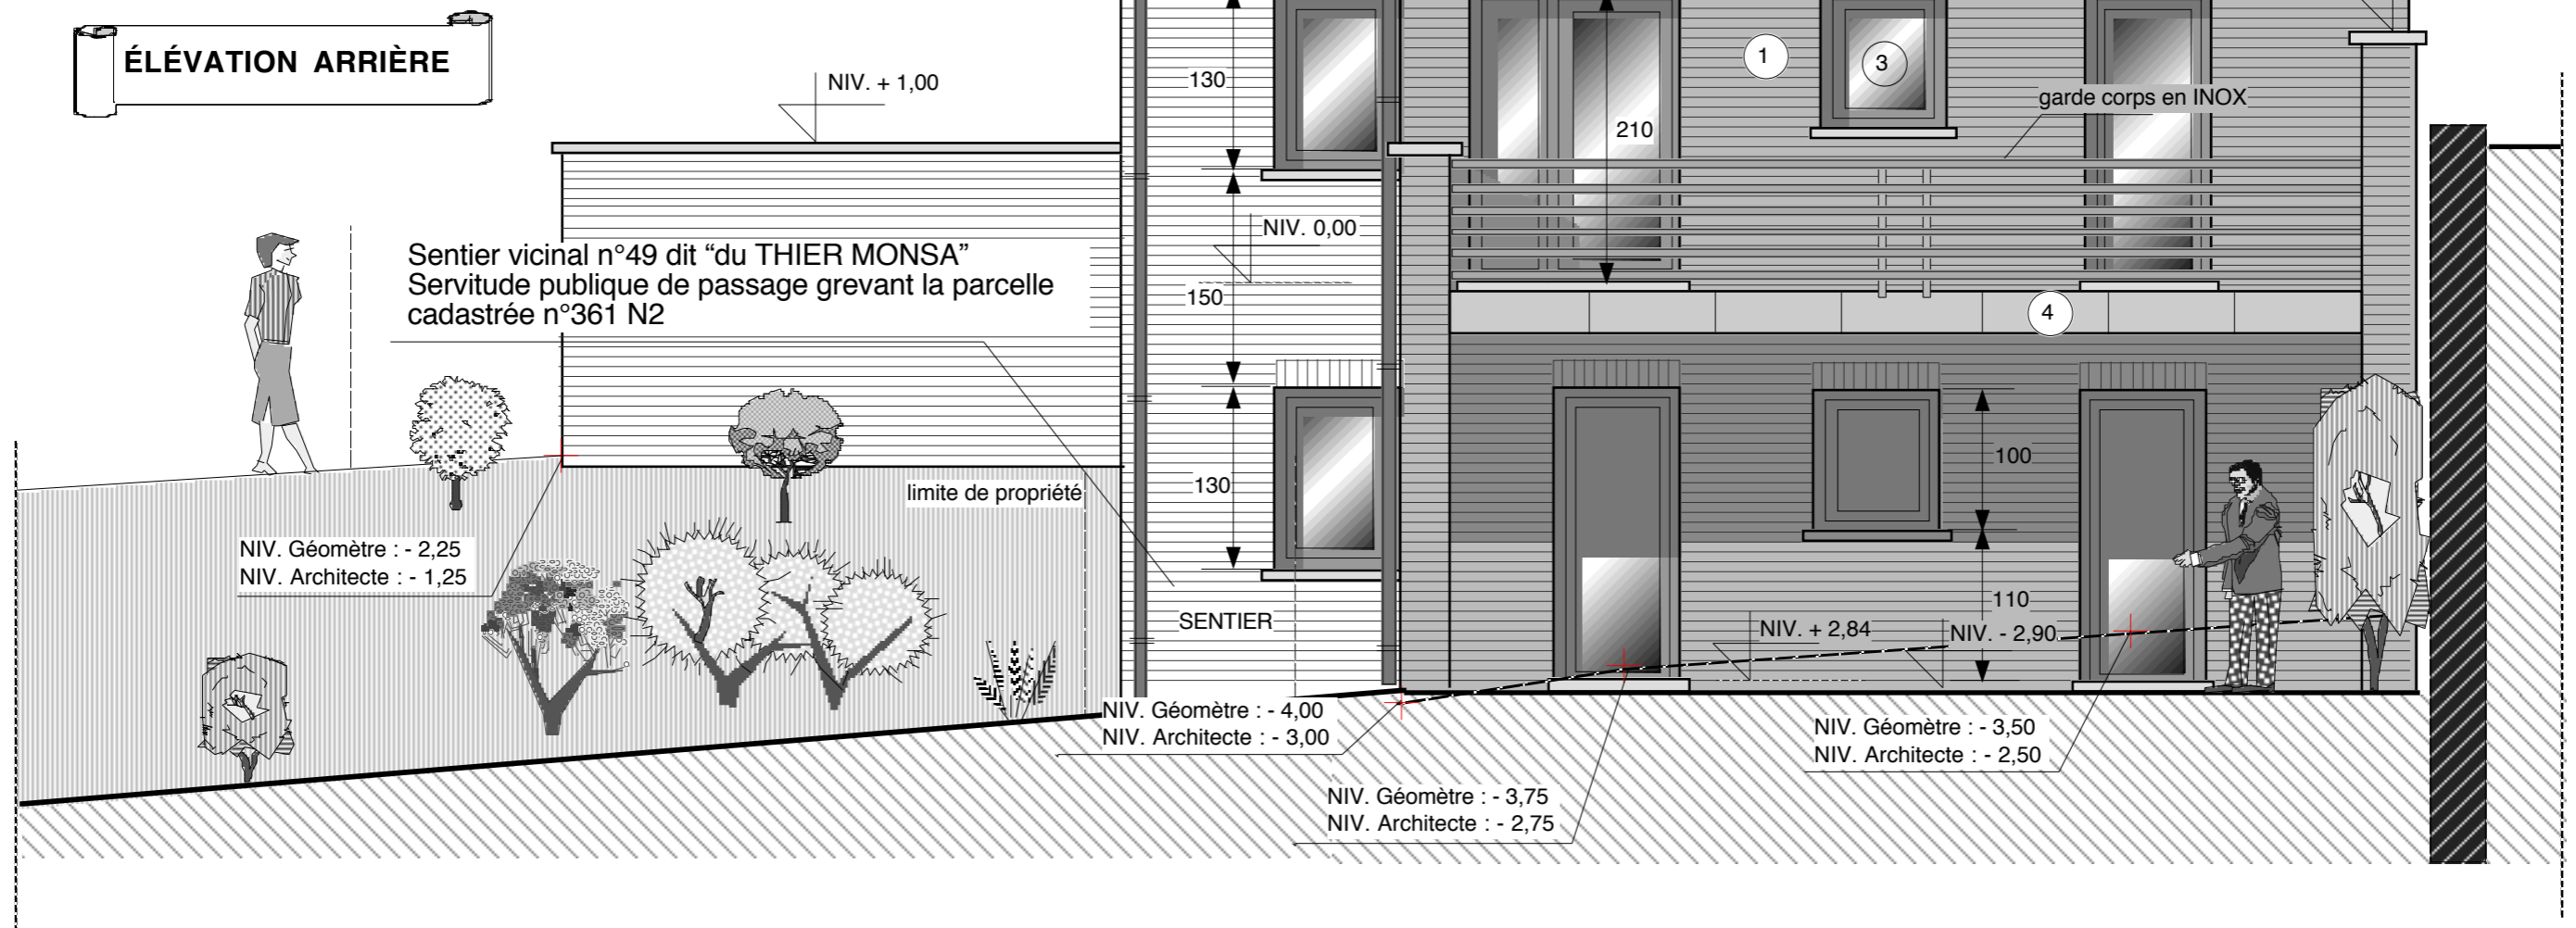 ÉLÉVATION ARRIÈRE
NIV. + 1,00
130
1
3
garde corps en INOX
210
NIV. 0,00
Sentier vicinal n°49 dit “du THIER MONSA”
Servitude publique de passage grevant la parcelle
cadastrée n°361 N2
150
4
100
130
limite de propriété
NIV. Géomètre : - 2,25
NIV. Architecte : - 1,25
110
SENTIER
NIV. + 2,84
NIV. - 2,90
NIV. Géomètre : - 4,00
NIV. Architecte : - 3,00
NIV. Géomètre : - 3,50
NIV. Architecte : - 2,50
NIV. Géomètre : - 3,75
NIV. Architecte : - 2,75